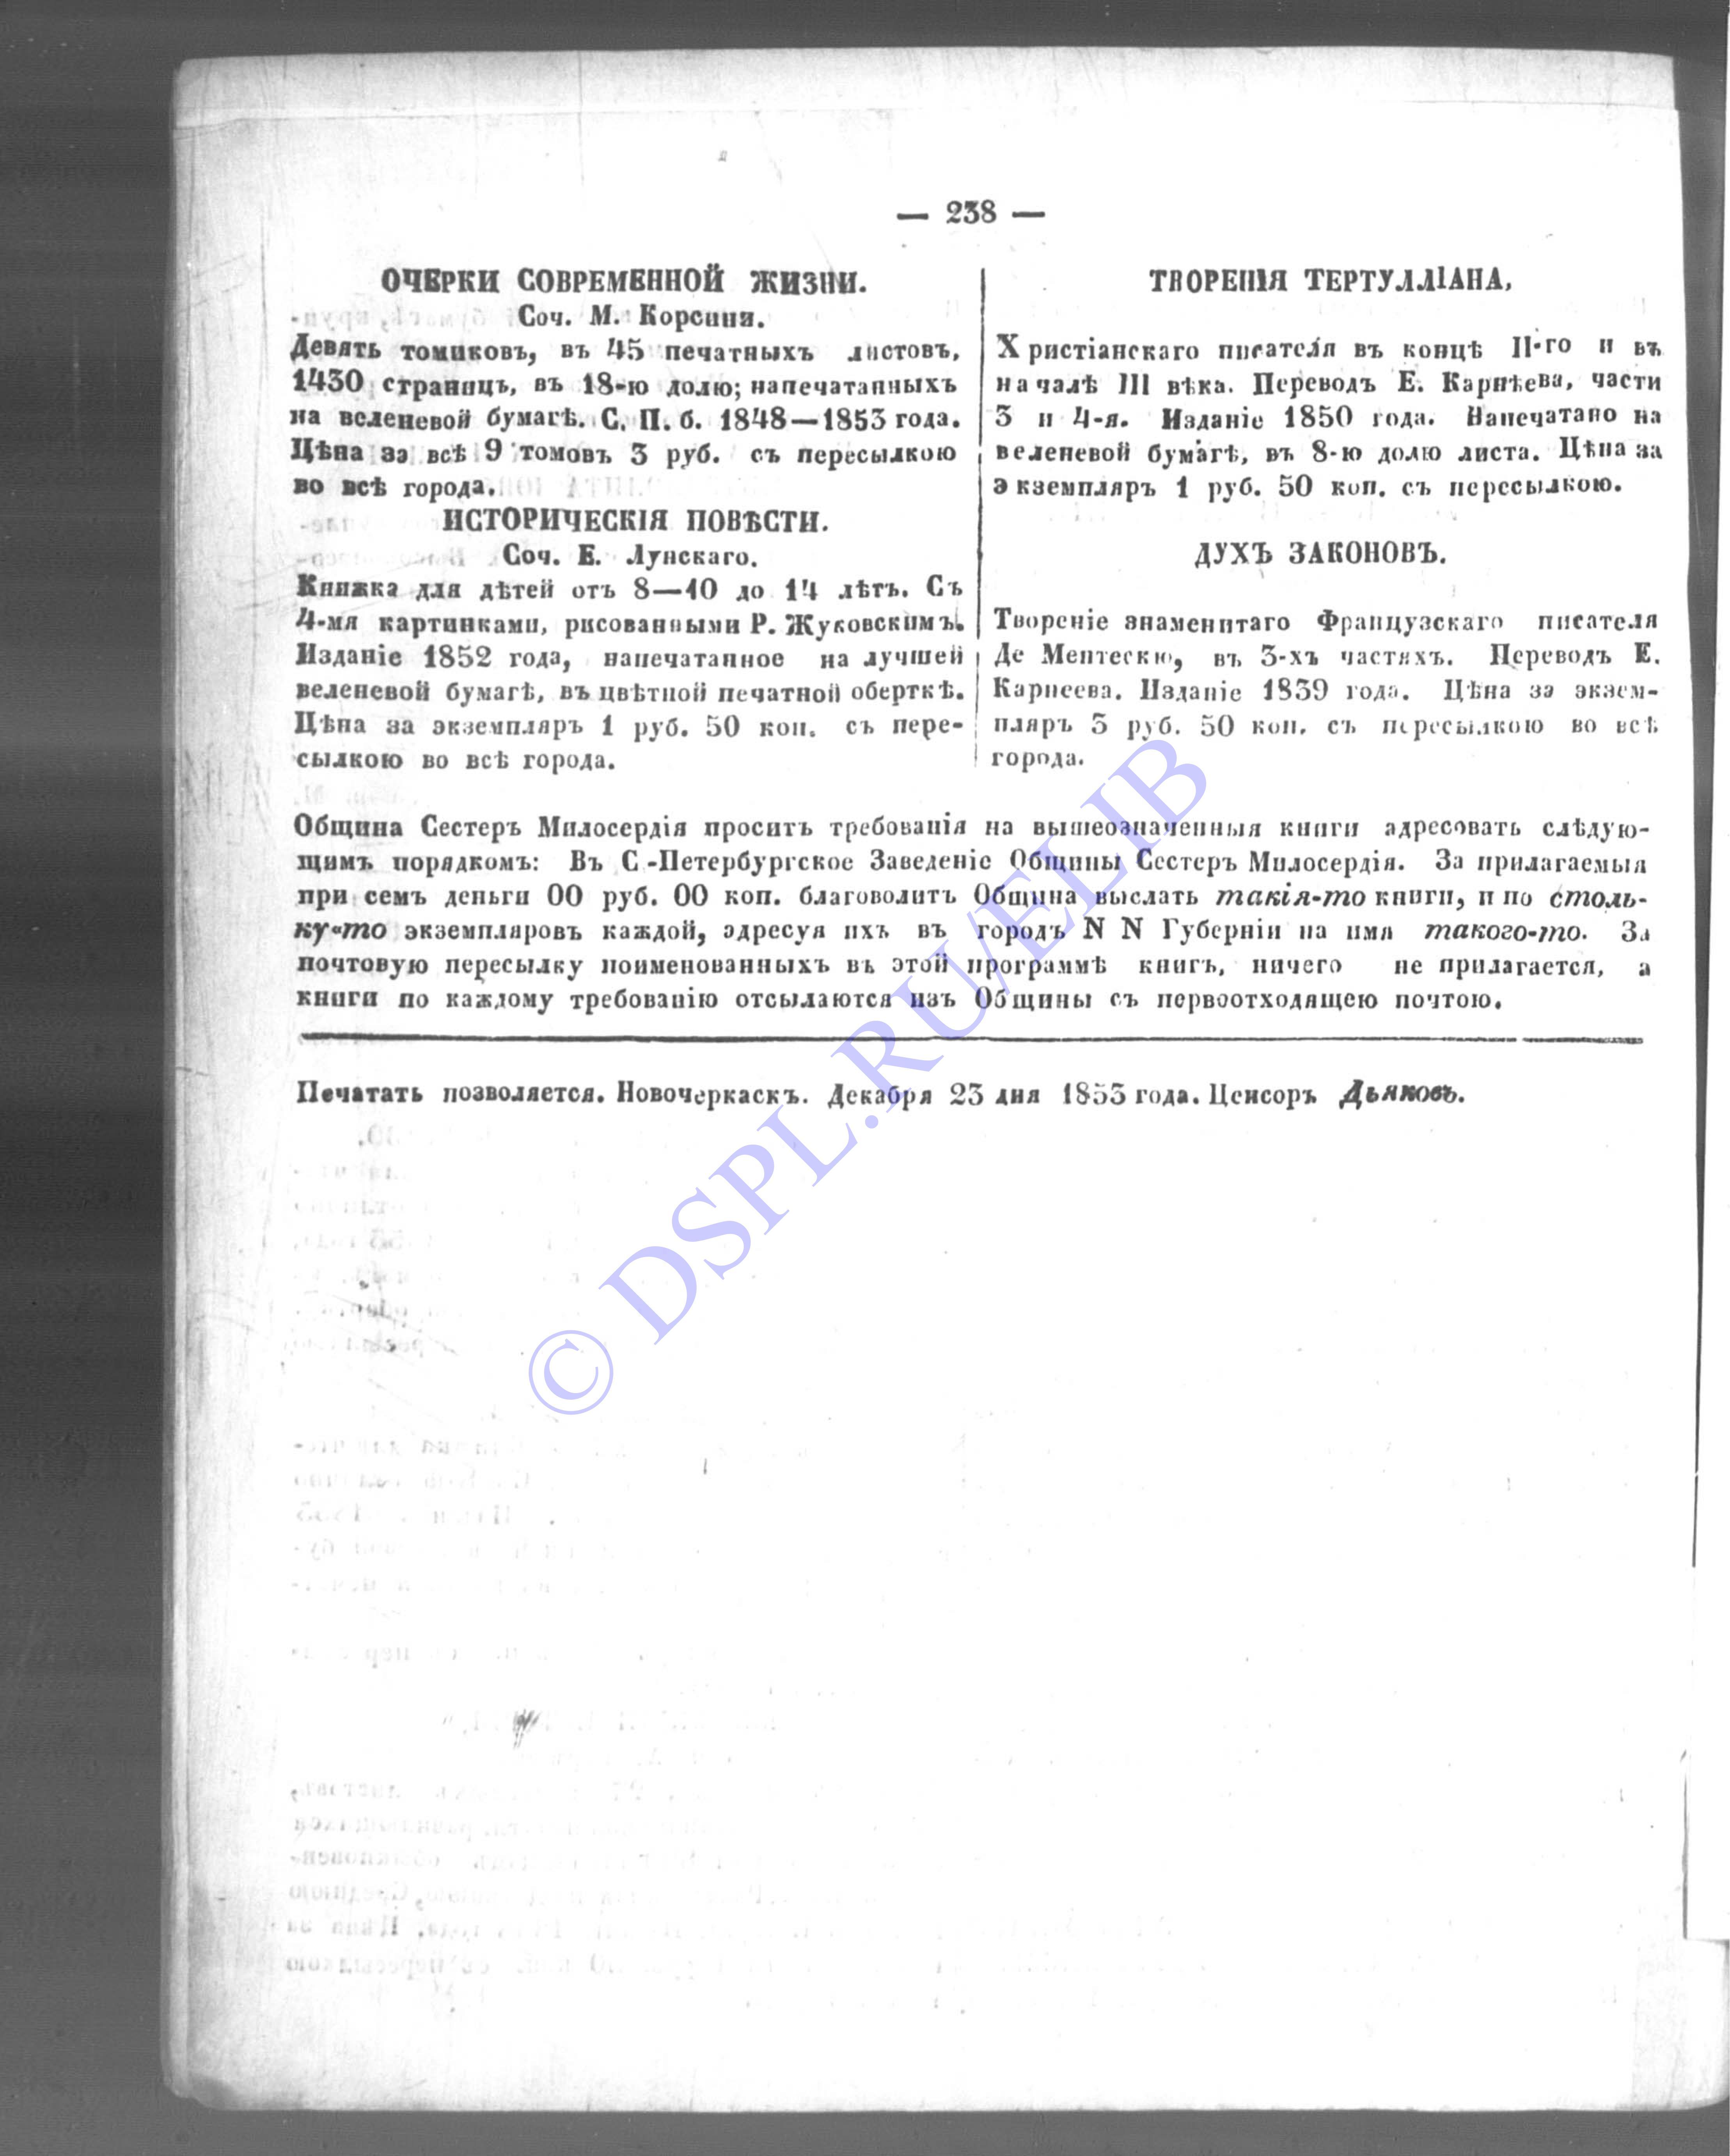 — 238 —
ОЧЕРКИ СОВРЕМЕННОЙ ЖИЗНИ.
Соч. М. Корсини.
Девять томиковъ, въ 45 печатныхъ листовъ,
1430 страницъ, въ 18-ю долю; напечатанныхъ
на веленевой бумагѣ. С. П. б. 1848—1853 года.
Цѣна за всѣ 9 томовъ 3 руб. съ пересылкою
во всѣ города.
ИСТОРИЧЕСКІЯ ПОВѢСТИ.
Соч. Е. Лунскаго.
Книжка для дѣтей отъ 8—10 до 14 лѣтъ. Съ
4-мя картинками, рисованными Р. Жуковскимъ.
Изданіе 1852 года, напечатанное на лучшей
веленевой бумагѣ, въ цвѣтной печатной оберткѣ.
Цѣна за экземпляръ 1 руб. 50 коп. съ пере-
сылкою во всѣ города.
ТВОРЕНІЯ ТЕРТУЛЛІАНА,
Христіанскаго писателя въ концѣ II-го и въ
началѣ III вѣка. Переводъ Е. Карнѣева, части
3 и 4-я. Изданіе 1850 года. Напечатано на
веленевой бумагѣ, въ 8-ю долю листа. Цѣна за
экземпляръ 1 руб. 50 коп. съ пересылкою.
ДУХЪ ЗАКОНОВЪ.
Твореніе знаменитаго Французскаго писателя
Де Ментескю, въ 3-хъ частяхъ. Переводъ Е.
Карнеева. Изданіе 1839 года. Цѣна за экзем-
пляръ 3 руб. 50 коп. съ пересылкою во всѣ
города.
Община Сестеръ Милосердія проситъ требованія на вышеозначенныя книги адресовать слѣдую-
щимъ порядкомъ: Въ С.-Петербургское Заведеніе Общины Сестеръ Милосердія. За прилагаемыя
при семъ деньги 00 руб. 00 коп. благоволитъ Община выслать такія-то книги, и по столь-
ку-то экземпляровъ каждой, адресуя ихъ въ городъ N N Губерніи на имя такого-то. За
почтовую пересылку поименованныхъ въ этой программѣ книгъ, ничего не прилагается, а
книги по каждому требованію отсылаются изъ Общины съ первоотходящею почтою.
Печатать позволяется. Новочеркаскъ. Декабря 23 дня 1853 года. Ценсоръ Дьяковъ.
© DSPL.RU/ELIB